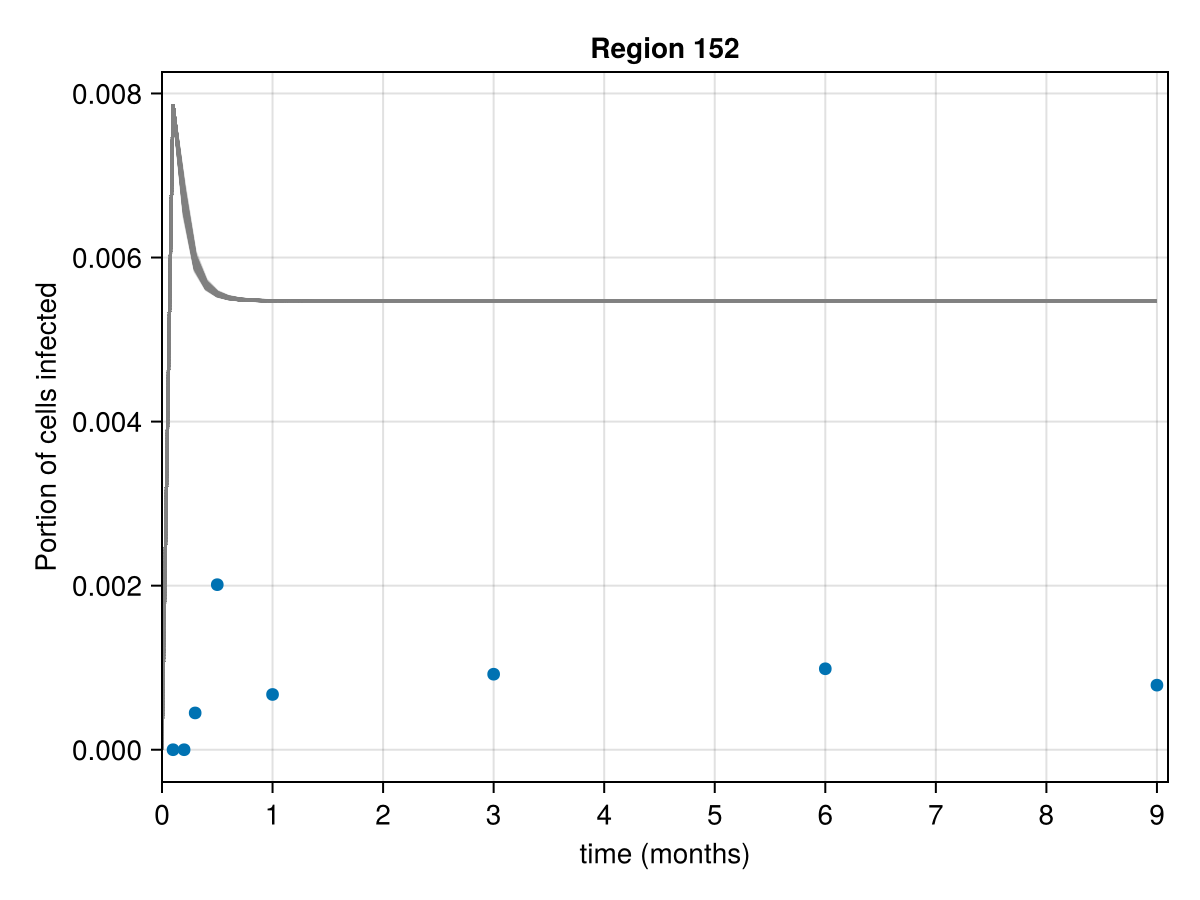 Region 152
0.008
0.006
0.004
0.002
0.000
Portion of cells infected
0 1 2 3 4 5 6 7 8 9
time (months)